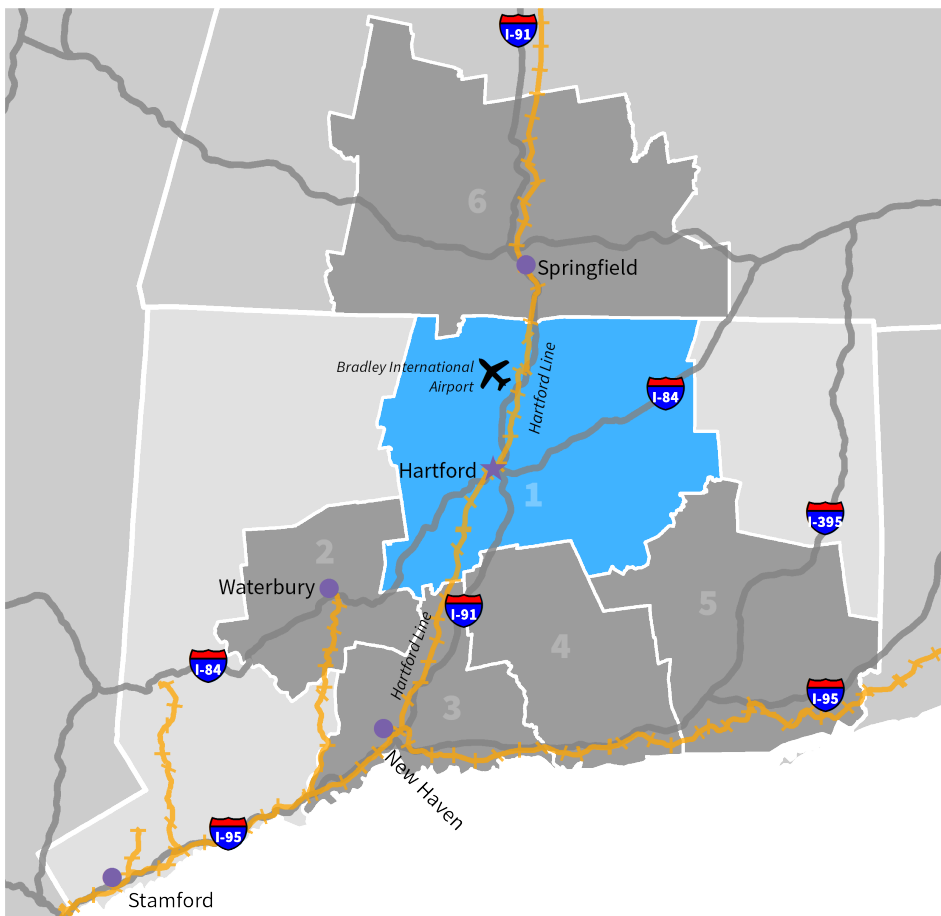 I-91
6
Springfield
Bradley International
Airport
Hartford Line
I-84
Hartford
1
I-395
2
Waterbury
I-91
5
Hartford Line
4
I-84
I-95
3
New Haven
I-95
Stamford